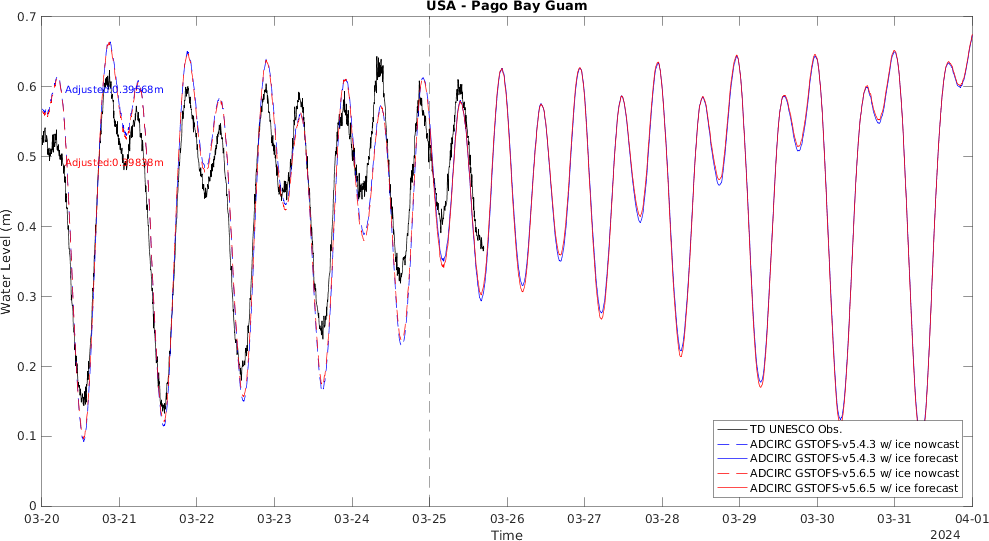 USA - Pago Bay Guam
0.7
0.6
0.5
0.4
0.3
0.2
0.1
0
Water Level (m)
Adjusted:0.39568m
03-20
03-21
03-22
03-23
03-24
03-25
03-26
03-27
03-28
03-29
03-30
03-31
04-01
2024
Time
TD UNESCO Obs.
ADCIRC GSTOFS-v5.4.3 w/ ice nowcast
ADCIRC GSTOFS-v5.4.3 w/ ice forecast
ADCIRC GSTOFS-v5.6.5 w/ ice nowcast
ADCIRC GSTOFS-v5.6.5 w/ ice forecast